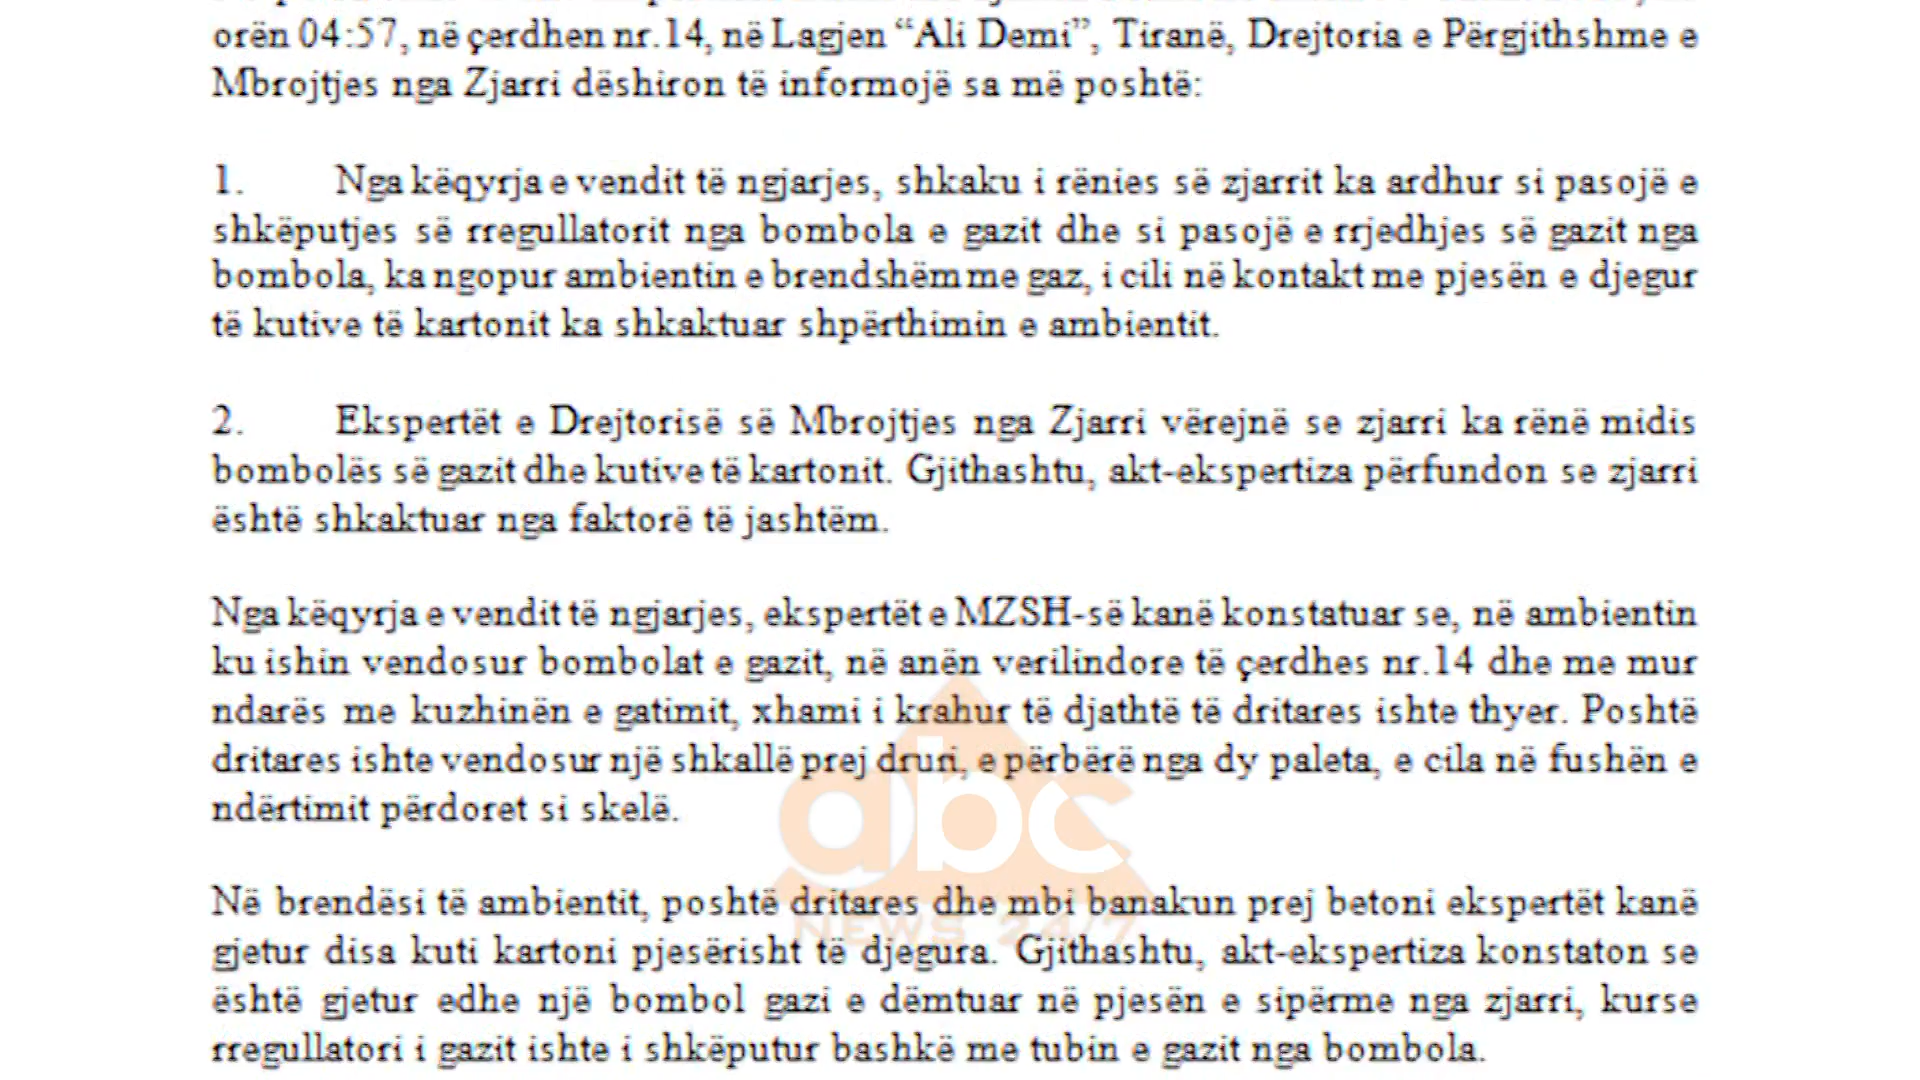 orën 04:57, në çerdhen nr.14, në Lagjen “Ali Demi”, Tiranë, Drejtoria e Përgjithshme e
Mbrojtjes nga Zjarri dëshiron të informojë sa më poshtë:
1. Nga këqyrja e vendit të ngjarjes, shkaku i rënies së zjarrit ka ardhur si pasojë e
shkëputjes së rregullatorit nga bombola e gazit dhe si pasojë e rrjedhjes së gazit nga
bombola, ka ngopur ambientin e brendshëm me gaz, i cili në kontakt me pjesën e djegur
të kutive të kartonit ka shkaktuar shpërthimin e ambientit.
2. Ekspertët e Drejtorisë së Mbrojtjes nga Zjarri vërejnë se zjarri ka rënë midis
bombolës së gazit dhe kutive të kartonit. Gjithashtu, akt-ekspertiza përfundon se zjarri
është shkaktuar nga faktorë të jashtëm.
Nga këqyrja e vendit të ngjarjes, ekspertët e MZSH-së kanë konstatuar se, në ambientin
ku ishin vendosur bombolat e gazit, në anën verilindore të çerdhes nr.14 dhe me mur
ndarës me kuzhinën e gatimit, xhami i krahur të djathtë të dritares ishte thyer. Poshtë
dritares ishte vendosur një shkallë prej druri, e përbërë nga dy paleta, e cila në fushën e
ndërtimit përdoret si skelë.
abc
NEWS 24/7
Në brendësi të ambientit, poshtë dritares dhe mbi banakun prej betoni ekspertët kanë
gjetur disa kuti kartoni pjesërisht të djegura. Gjithashtu, akt-ekspertiza konstaton se
është gjetur edhe një bombol gazi e dëmtuar në pjesën e sipërme nga zjarri, kurse
rregullatori i gazit ishte i shkëputur bashkë me tubin e gazit nga bombola.